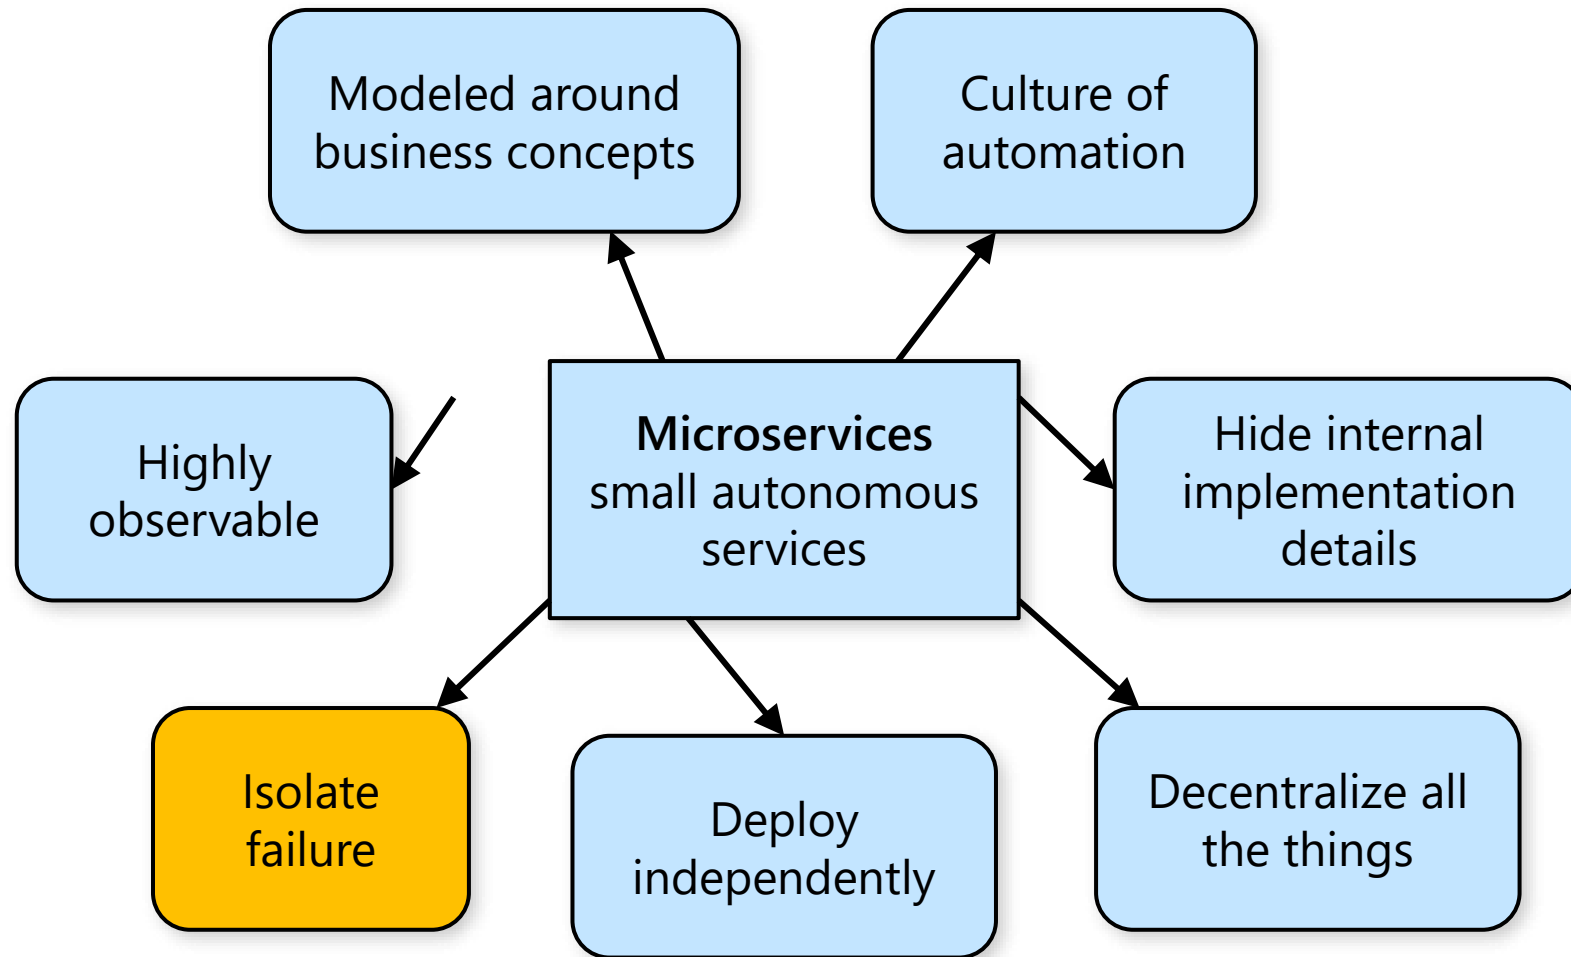 Modeled around
business concepts
Culture of
automation
Highly
observable
Microservices
small autonomous
services
Hide internal
implementation
details
Isolate
failure
Deploy
independently
Decentralize all
the things